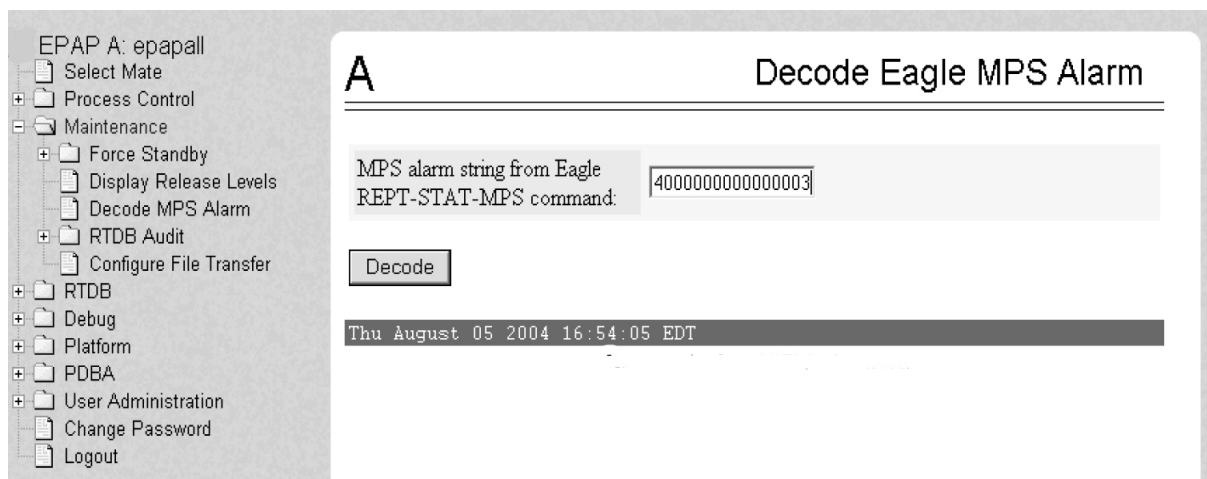 EPAP A: epapall
Select Mate
Process Control
Maintenance
Force Standby
Display Release Levels
Decode MPS Alarm
RTDB Audit
Configure File Transfer
RTDB
Debug
Platform
PDBA
User Administration
Change Password
Logout
A
Decode Eagle MPS Alarm
MPS alarm string from Eagle
REPT-STAT-MPS command:
4000000000000003
Decode
Thu August 05 2004 16:54:05 EDT